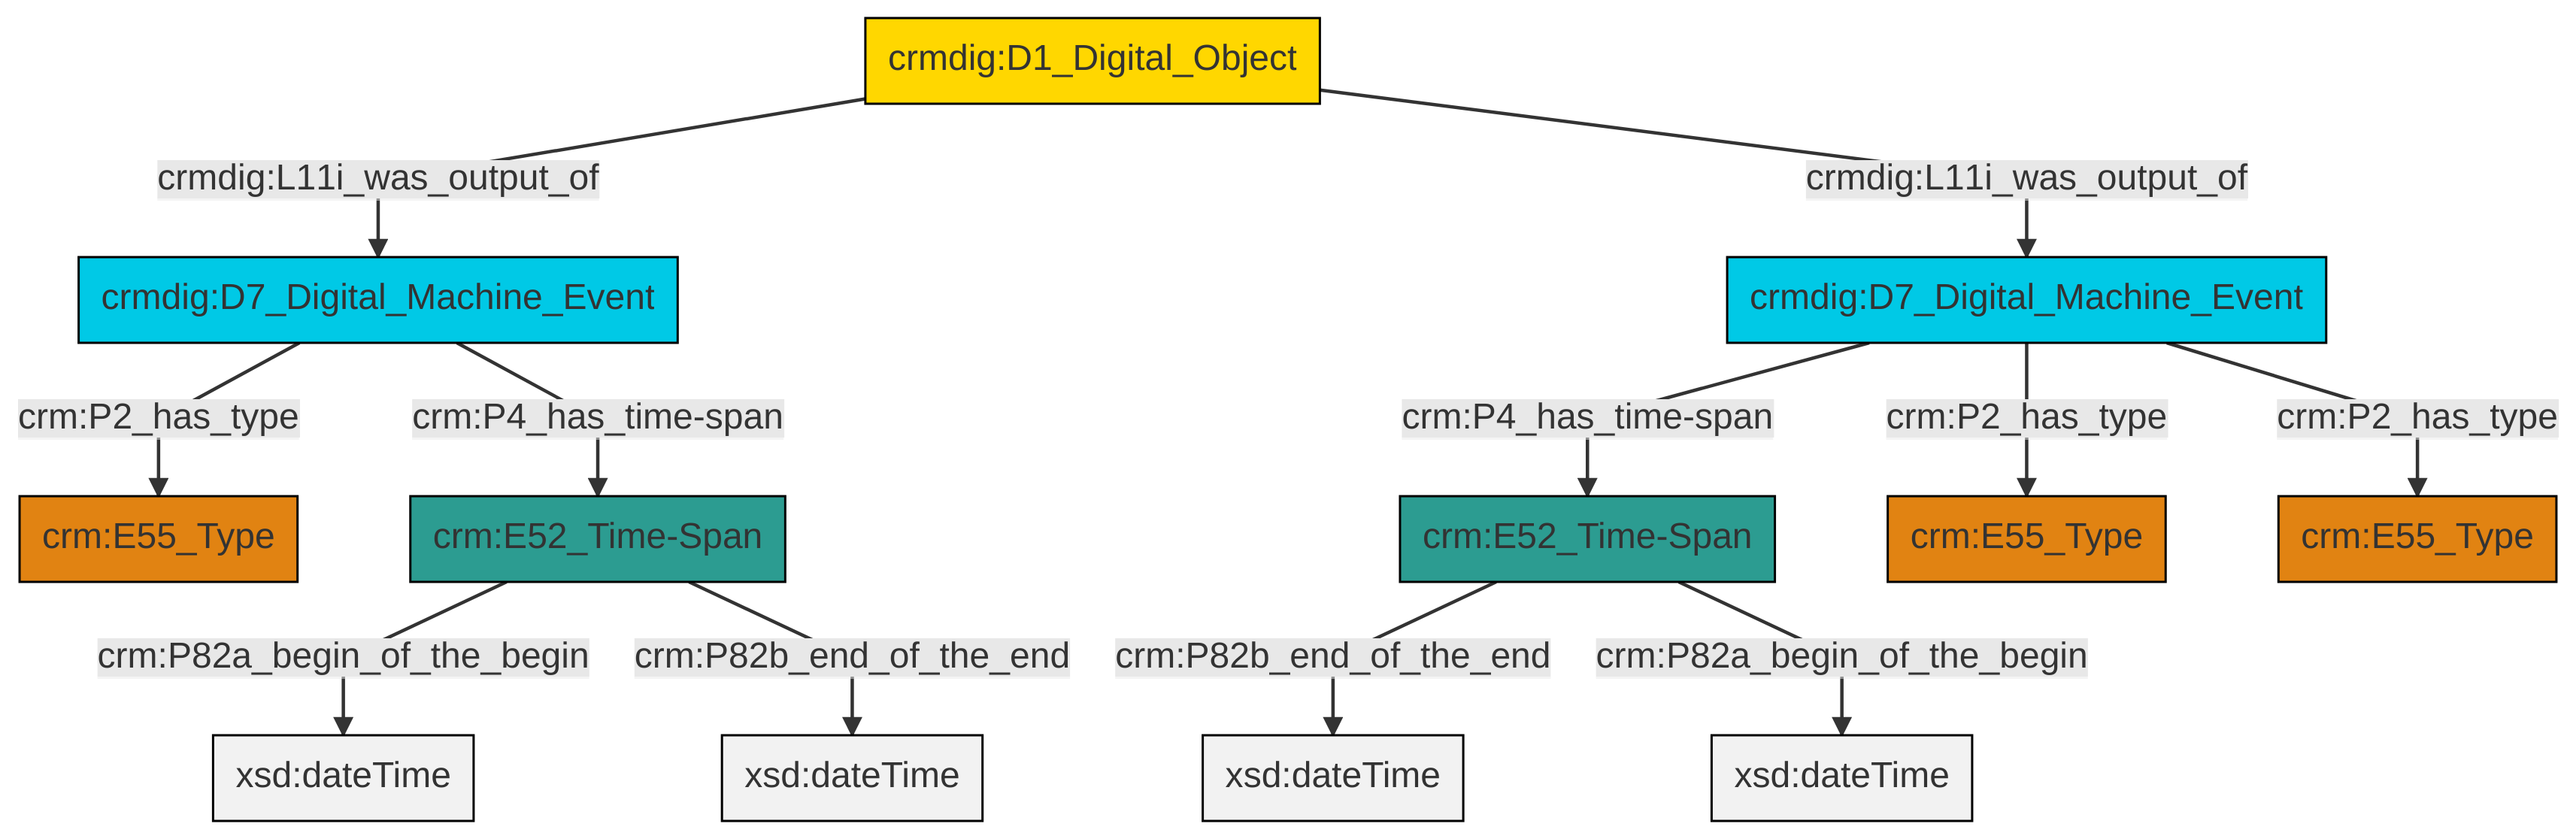 crmdig:D1_Digital_Object
crmdig:L11i_was_output_of
crmdig:L11i_was_output_of
crmdig:D7_Digital_Machine_Event
crmdig:D7_Digital_Machine_Event
crm:P2_has_type
crm:P4_has_time-span
crm:P4_has_time-span
crm:P2_has_type
crm:P2_has_type
crm:E55_Type
crm:E52_Time-Span
crm:E52_Time-Span
crm:E55_Type
crm:E55_Type
crm:P82a_begin_of_the_begin
crm:P82b_end_of_the_end
crm:P82b_end_of_the_end
crm:P82a_begin_of_the_begin
xsd:dateTime
xsd:dateTime
xsd:dateTime
xsd:dateTime